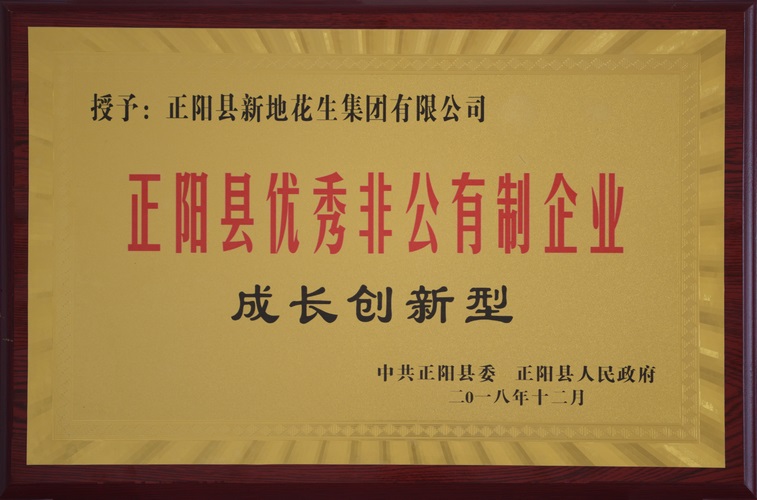 授予：正阳县新地花生集团有限公司
正阳县优秀非公有制企业
成长创新型
中共正阳县委 正阳县人民政府
二0一八年十二月